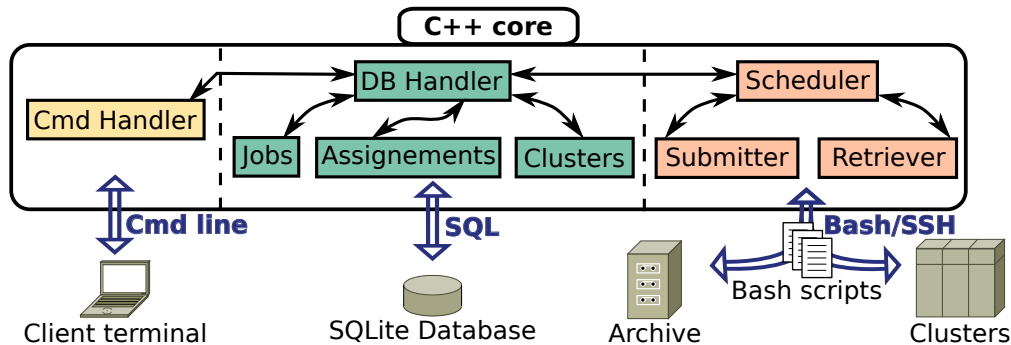 C++ core
DB Handler
Scheduler
Cmd Handler
Jobs
Assignements
Clusters
Submitter
Retriever
Cmd line
SQL
Bash/SSH
Bash scripts
Client terminal
SQLite Database
Archive
Clusters